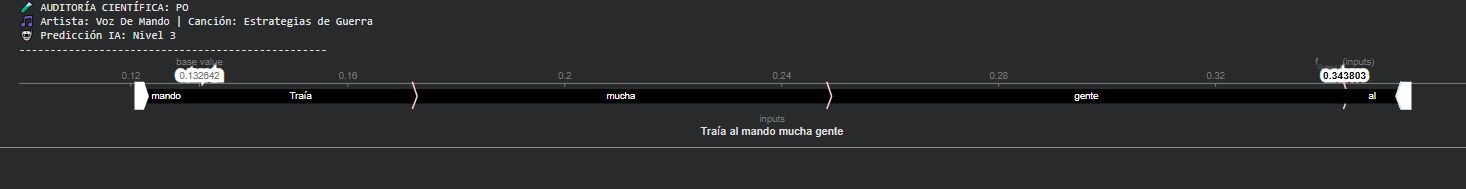 🧪 AUDITORÍA CIENTÍFICA: PO
🎵 Artista: Voz De Mando | Canción: Estrategias de Guerra
Predicción IA: Nivel 3
---------------------------------------------------
base value (inputs)
0.12 0.132642 0.16 0.2 0.24 0.28 0.32 0.343803
mando Traía mucha gente al
inputs
Traía al mando mucha gente